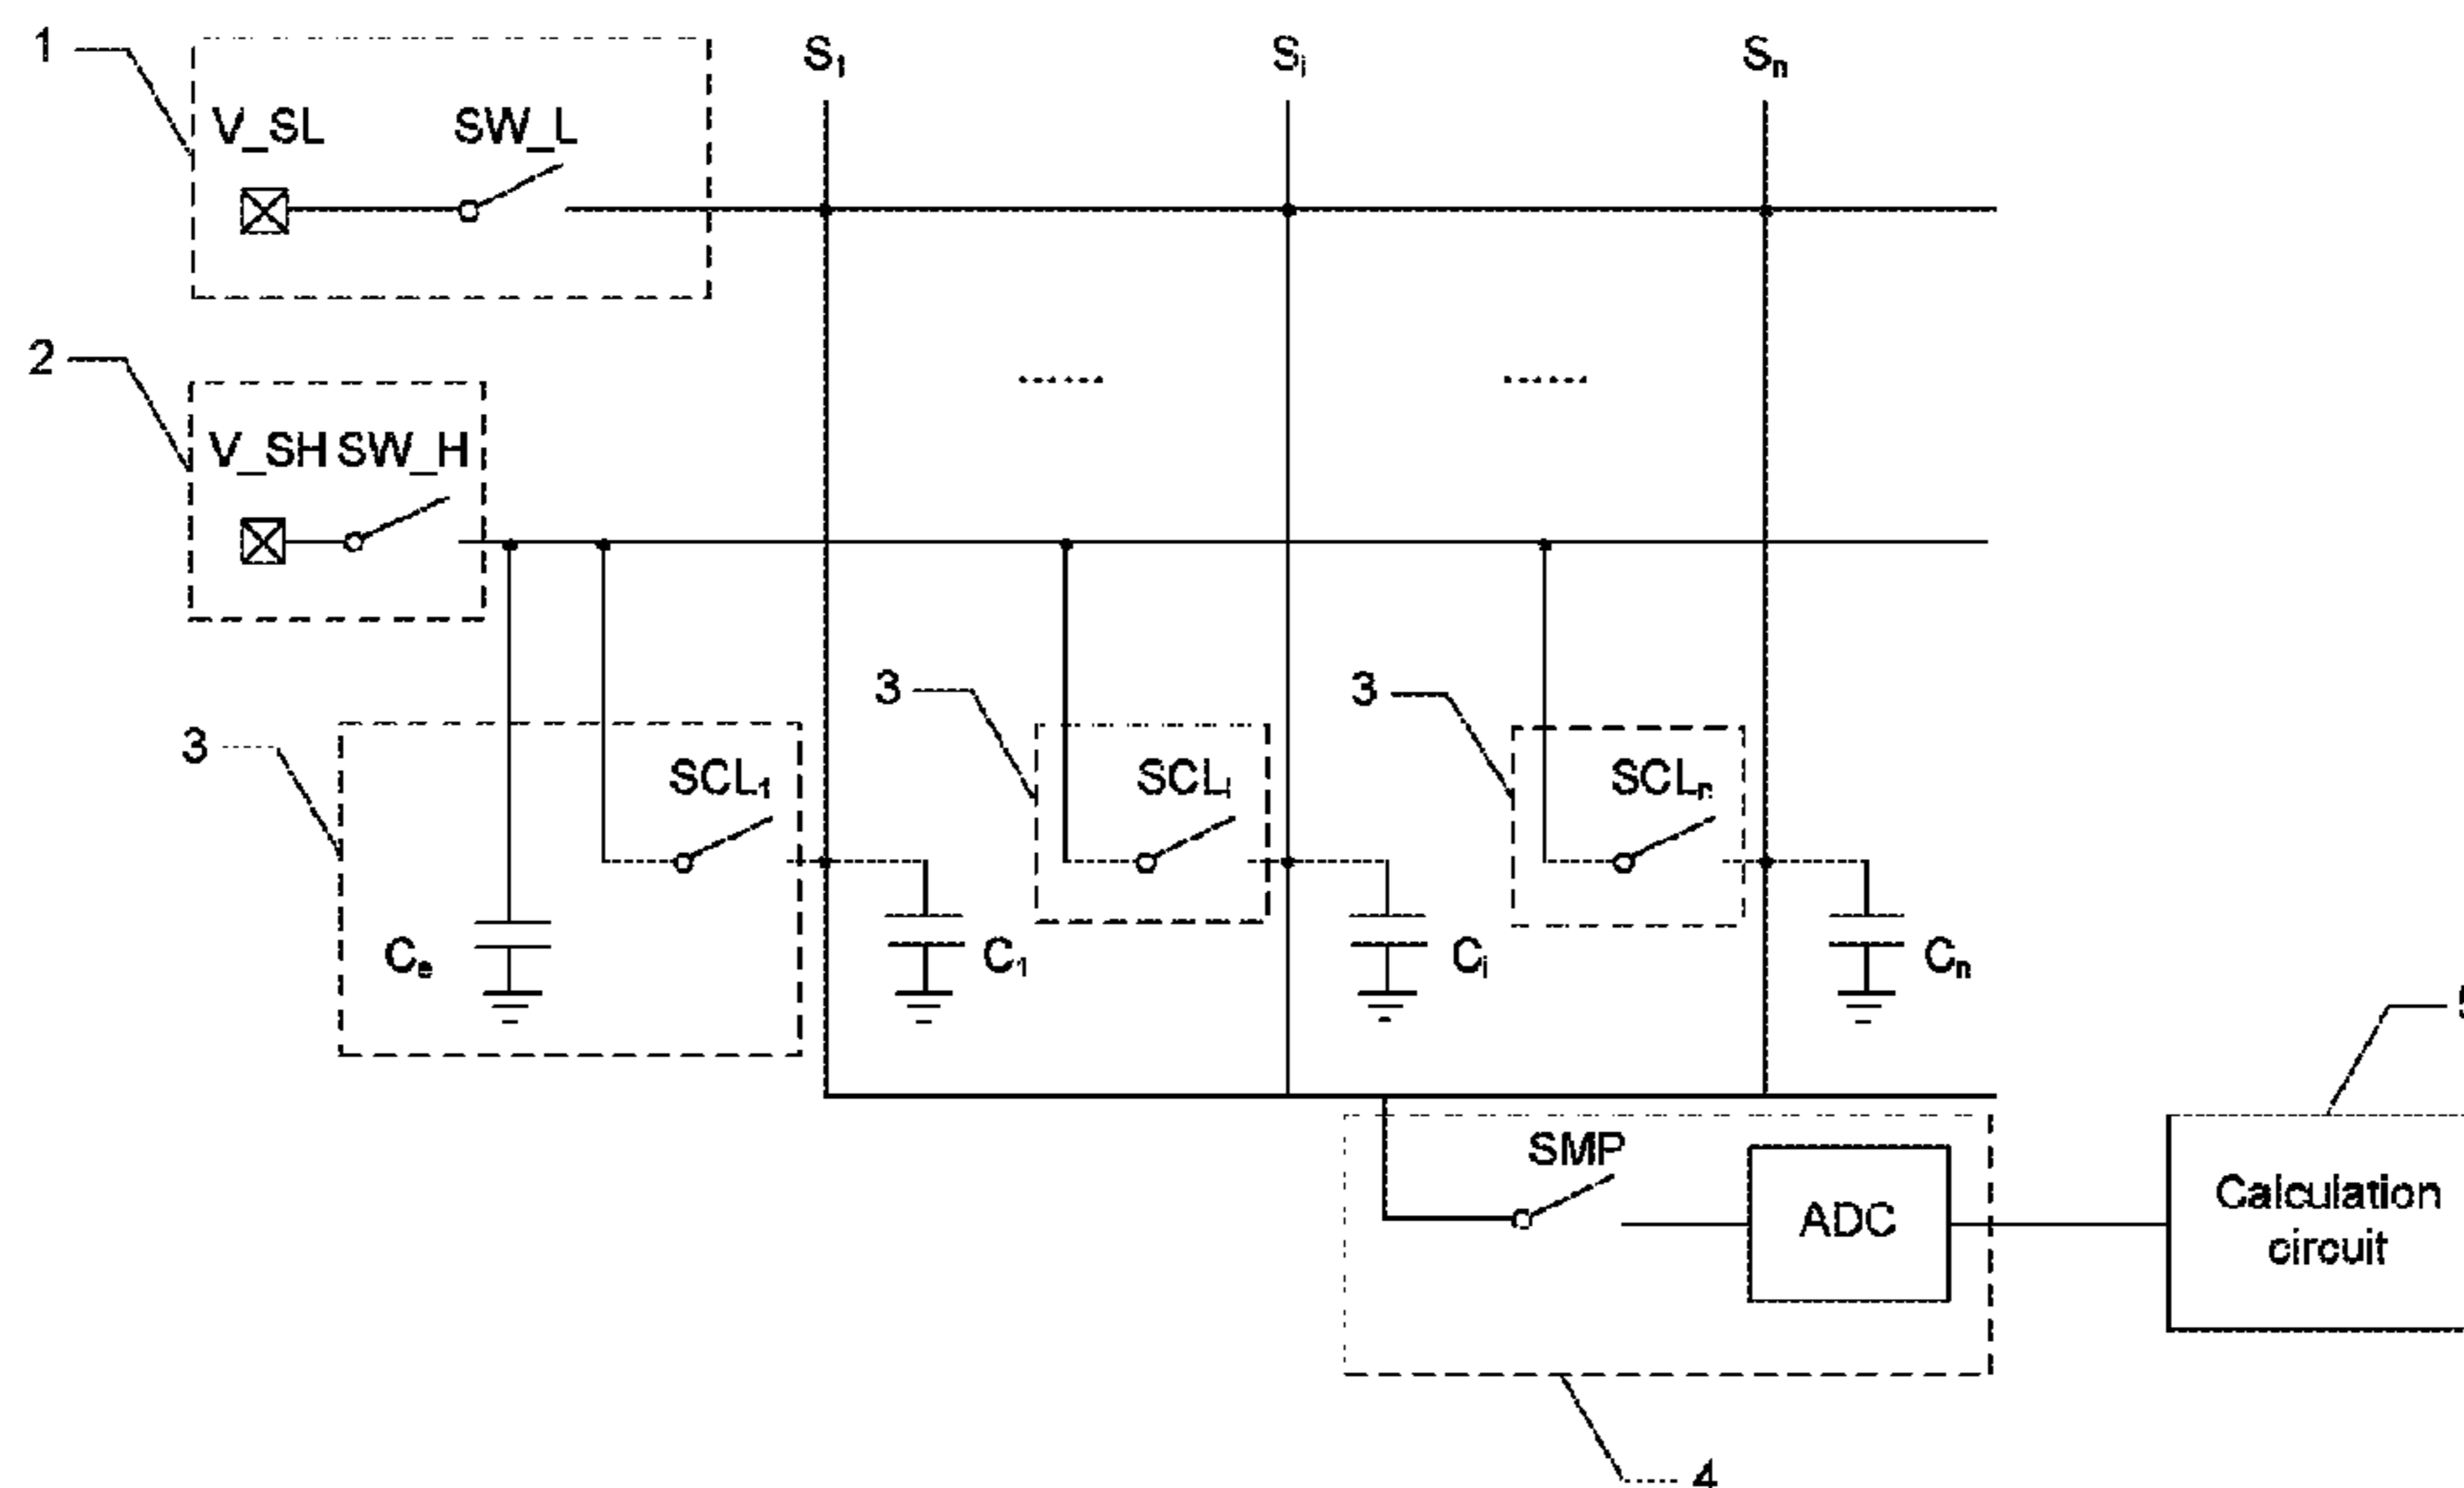 1
S₁
Sᵢ
Sₙ
V_SL
SW_L
2
......
......
V_SH
SW_H
3
3
3
SCL₁
SCLᵢ
SCLₙ
Cₑ
C₁
Cᵢ
Cₙ
SMP
ADC
Calculation
circuit
4